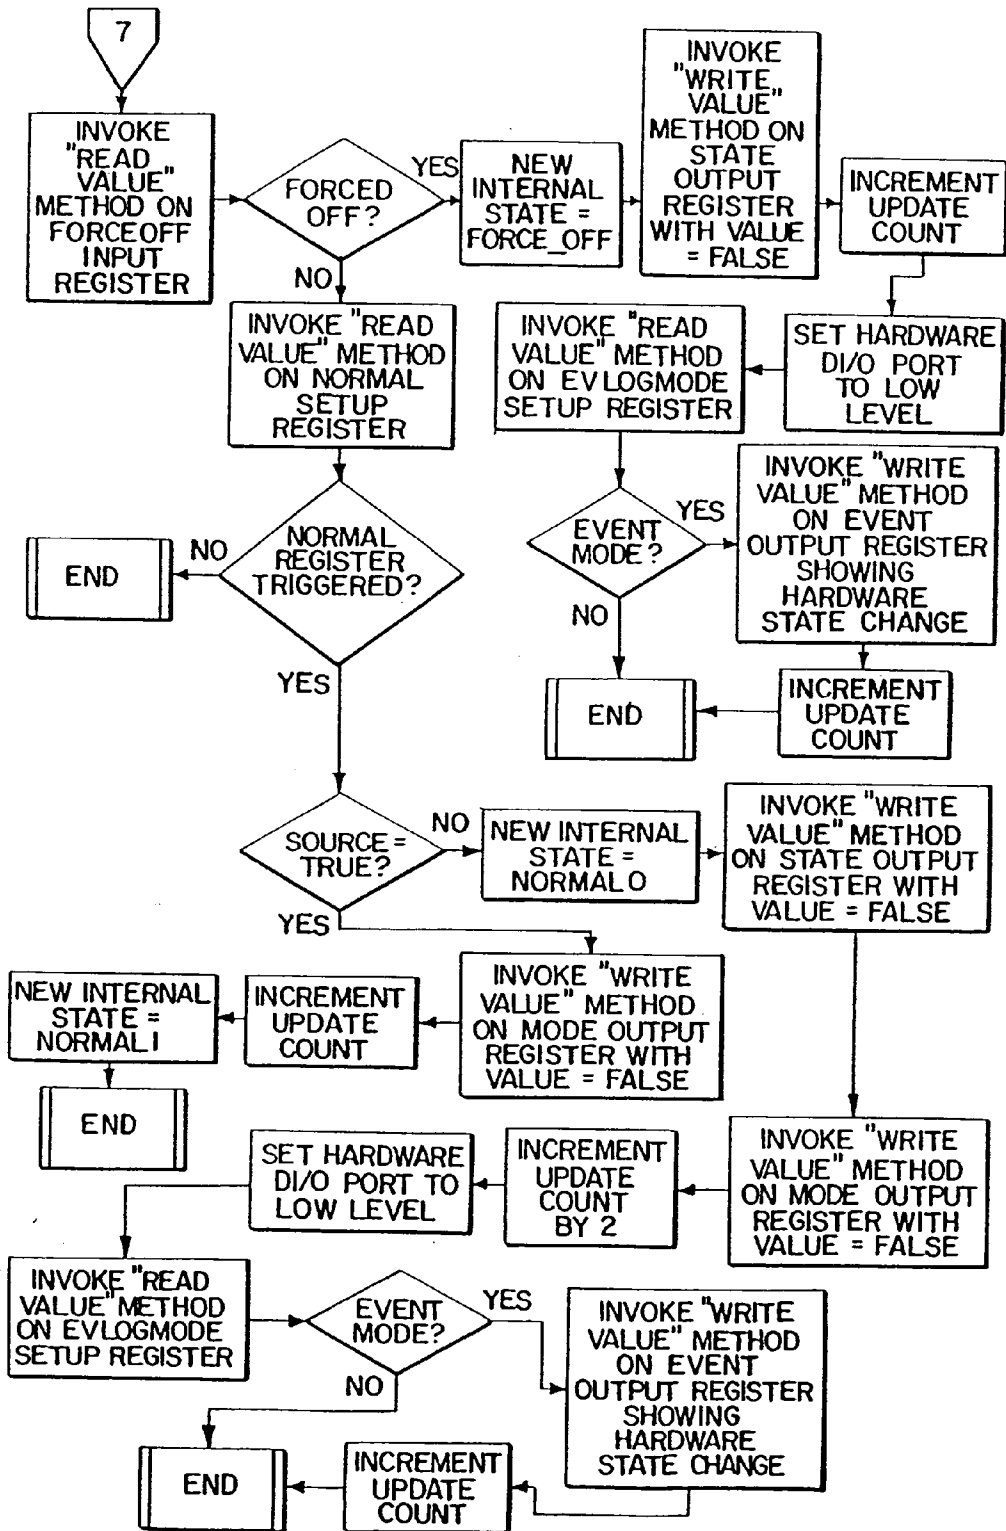 7
INVOKE
"READ
VALUE"
METHOD ON
FORCEOFF
INPUT
REGISTER
FORCED
OFF?
YES
NO
NEW
INTERNAL
STATE =
FORCE_OFF
INVOKE
"WRITE
VALUE"
METHOD ON
STATE
OUTPUT
REGISTER
WITH VALUE
= FALSE
INCREMENT
UPDATE
COUNT
SET HARDWARE
DI/O PORT
TO LOW
LEVEL
INVOKE "READ
VALUE" METHOD
ON EVLOGMODE
SETUP REGISTER
INVOKE "READ
VALUE" METHOD
ON NORMAL
SETUP
REGISTER
EVENT
MODE?
YES
NO
INVOKE "WRITE
VALUE" METHOD
ON EVENT
OUTPUT REGISTER
SHOWING
HARDWARE
STATE CHANGE
INCREMENT
UPDATE
COUNT
END
NORMAL
REGISTER
TRIGGERED?
NO
END
YES
SOURCE =
TRUE?
NO
YES
NEW INTERNAL
STATE =
NORMAL0
INVOKE "WRITE
VALUE" METHOD
ON STATE OUTPUT
REGISTER WITH
VALUE = FALSE
INVOKE "WRITE
VALUE" METHOD
ON MODE OUTPUT
REGISTER WITH
VALUE = FALSE
INCREMENT
UPDATE
COUNT
NEW INTERNAL
STATE =
NORMAL1
END
INVOKE "WRITE
VALUE" METHOD
ON MODE OUTPUT
REGISTER WITH
VALUE = FALSE
INCREMENT
UPDATE
COUNT
BY 2
SET HARDWARE
DI/O PORT TO
LOW LEVEL
INVOKE "READ
VALUE" METHOD
ON EVLOGMODE
SETUP REGISTER
EVENT
MODE?
YES
NO
INVOKE "WRITE
VALUE" METHOD
ON EVENT
OUTPUT REGISTER
SHOWING
HARDWARE
STATE CHANGE
INCREMENT
UPDATE
COUNT
END